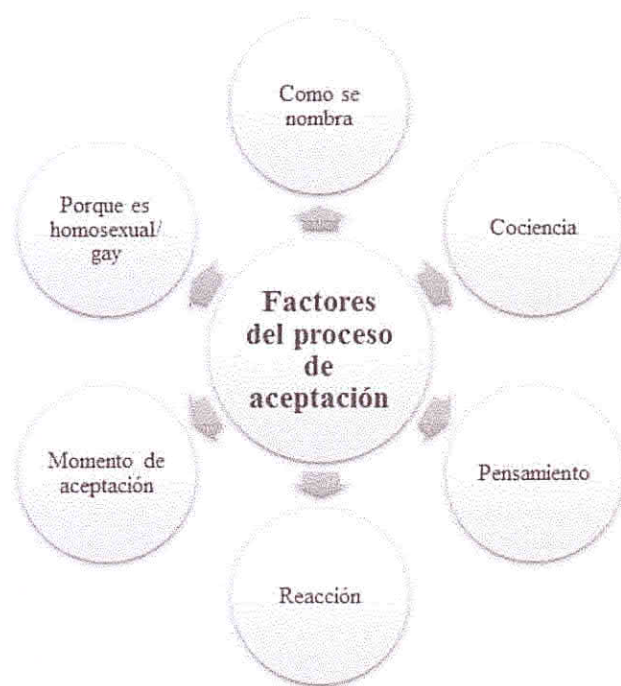 Como se
nombra
Porque es
homosexual/
gay
Cociencia
Factores
del proceso
de
aceptación
Momento de
aceptación
Pensamiento
Reacción